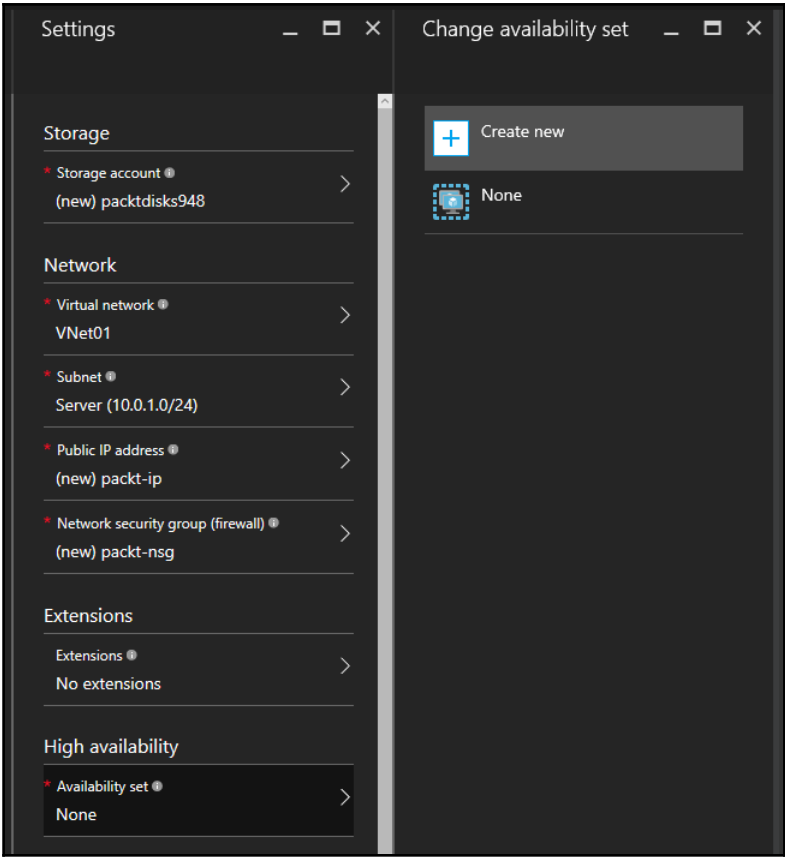 Settings
Storage
* Storage account
(new) packtdisks948
Network
* Virtual network
VNet01
* Subnet
Server (10.0.1.0/24)
* Public IP address
(new) packt-ip
* Network security group (firewall)
(new) packt-nsg
Extensions
Extensions
No extensions
High availability
* Availability set
None
Change availability set
Create new
None